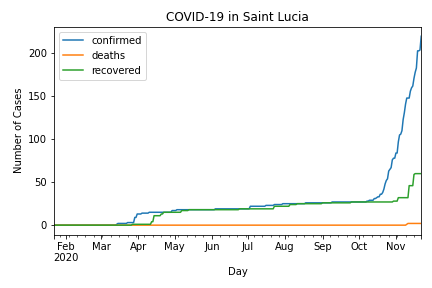 COVID-19 in Saint Lucia
confirmed
deaths
recovered
Number of Cases
200
150
100
50
0
Feb Mar Apr May Jun Jul Aug Sep Oct Nov
2020
Day